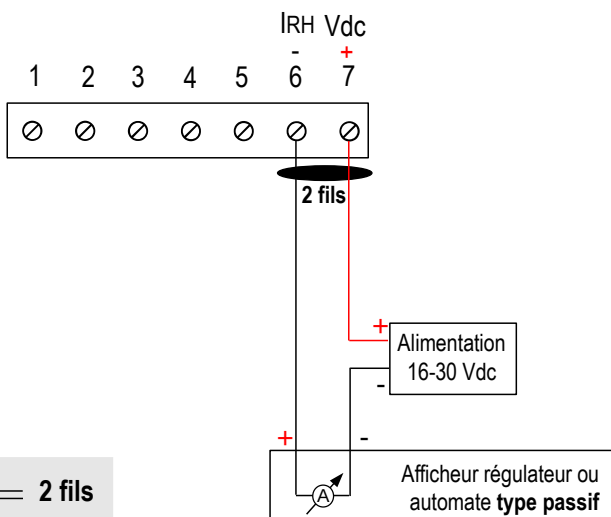 IRH Vdc
- +
1 2 3 4 5 6 7
2 fils
+
Alimentation
16-30 Vdc
-
+ -
Afficheur régulateur ou
automate type passif
A
2 fils